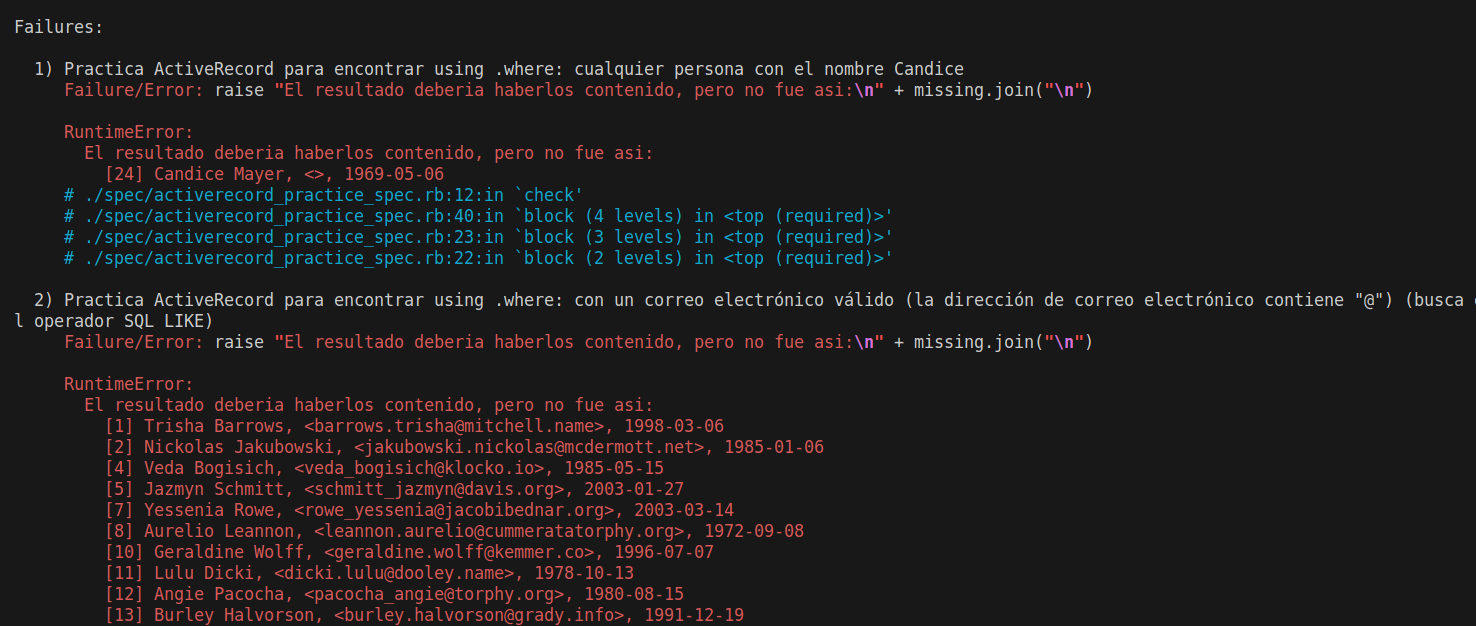 Failures:
1) Practica ActiveRecord para encontrar using .where: cualquier persona con el nombre Candice
Failure/Error: raise "El resultado deberia haberlos contenido, pero no fue asi:\n" + missing.join("\n")
RuntimeError:
El resultado deberia haberlos contenido, pero no fue asi:
[24] Candice Mayer, <>, 1969-05-06
# ./spec/activerecord_practice_spec.rb:12:in `check'
# ./spec/activerecord_practice_spec.rb:40:in `block (4 levels) in <top (required)>'
# ./spec/activerecord_practice_spec.rb:23:in `block (3 levels) in <top (required)>'
# ./spec/activerecord_practice_spec.rb:22:in `block (2 levels) in <top (required)>'
2) Practica ActiveRecord para encontrar using .where: con un correo electrónico válido (la dirección de correo electrónico contiene "@") (busca
l operador SQL LIKE)
Failure/Error: raise "El resultado deberia haberlos contenido, pero no fue asi:\n" + missing.join("\n")
RuntimeError:
El resultado deberia haberlos contenido, pero no fue asi:
[1] Trisha Barrows, <barrows.trisha@mitchell.name>, 1998-03-06
[2] Nickolas Jakubowski, <jakubowski.nickolas@mcdermott.net>, 1985-01-06
[4] Veda Bogisich, <veda_bogisich@klocko.io>, 1985-05-15
[5] Jazmyn Schmitt, <schmitt_jazmyn@davis.org>, 2003-01-27
[7] Yessenia Rowe, <rowe_yessenia@jacobibednar.org>, 2003-03-14
[8] Aurelio Leannon, <leannon.aurelio@cummeratatorphy.org>, 1972-09-08
[10] Geraldine Wolff, <geraldine.wolff@kemmer.co>, 1996-07-07
[11] Lulu Dicki, <dicki.lulu@dooley.name>, 1978-10-13
[12] Angie Pacocha, <pacocha_angie@torphy.org>, 1980-08-15
[13] Burley Halvorson, <burley.halvorson@grady.info>, 1991-12-19